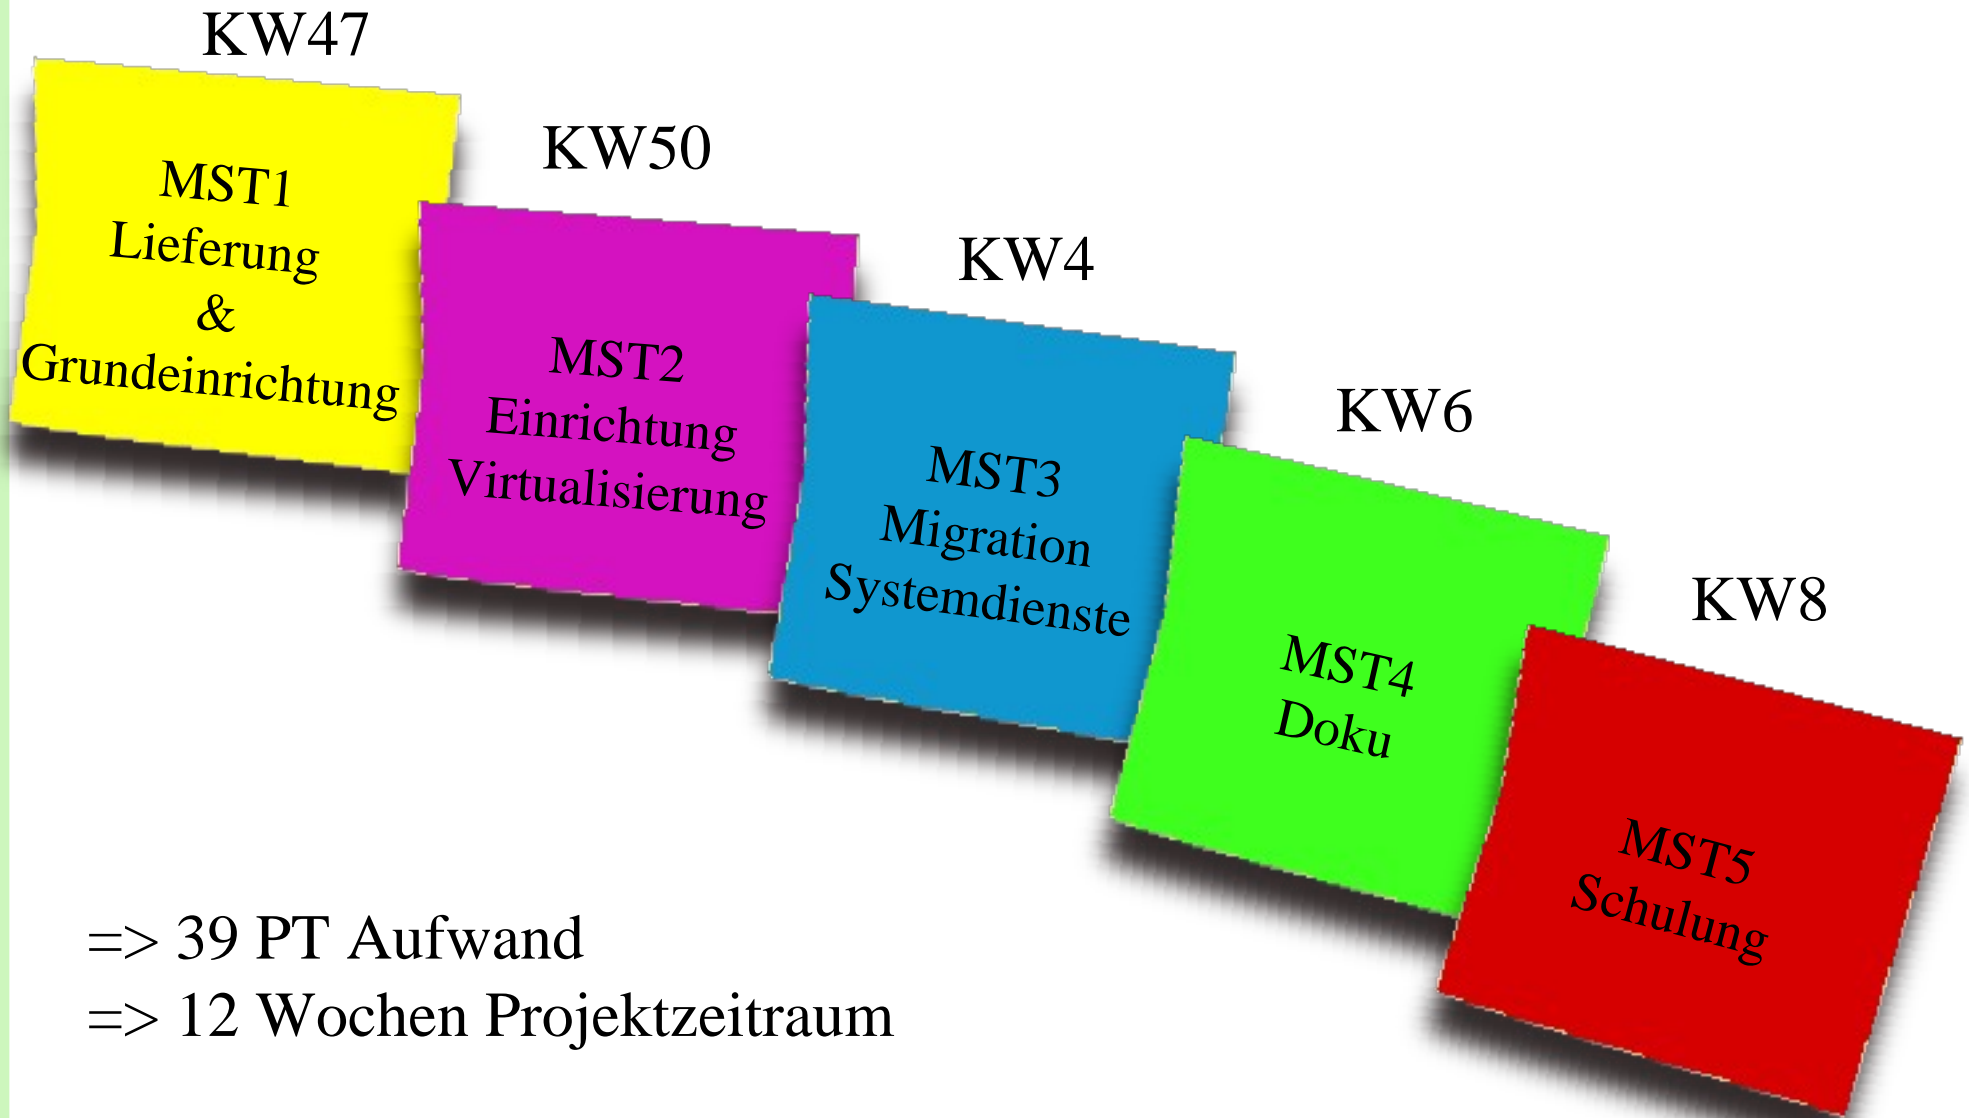 KW47
MST1
Lieferung
&
Grundeinrichtung
KW50
MST2
Einrichtung
Virtualisierung
KW4
MST3
Migration
Systemdienste
KW6
MST4
Doku
KW8
MST5
Schulung
=> 39 PT Aufwand
=> 12 Wochen Projektzeitraum